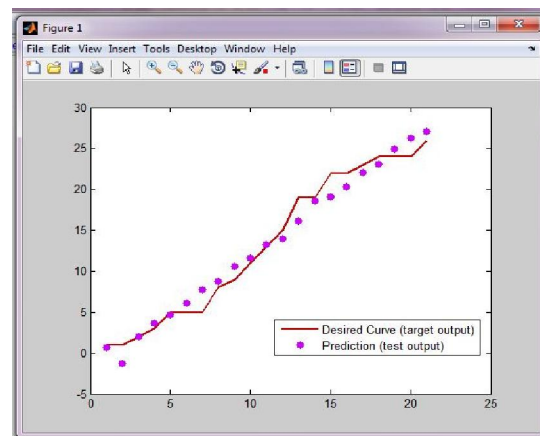 Figure 1
File Edit View Insert Tools Desktop Window Help
30
25
20
15
10
5
0
-5
0 5 10 15 20 25
Desired Curve (target output)
Prediction (test output)